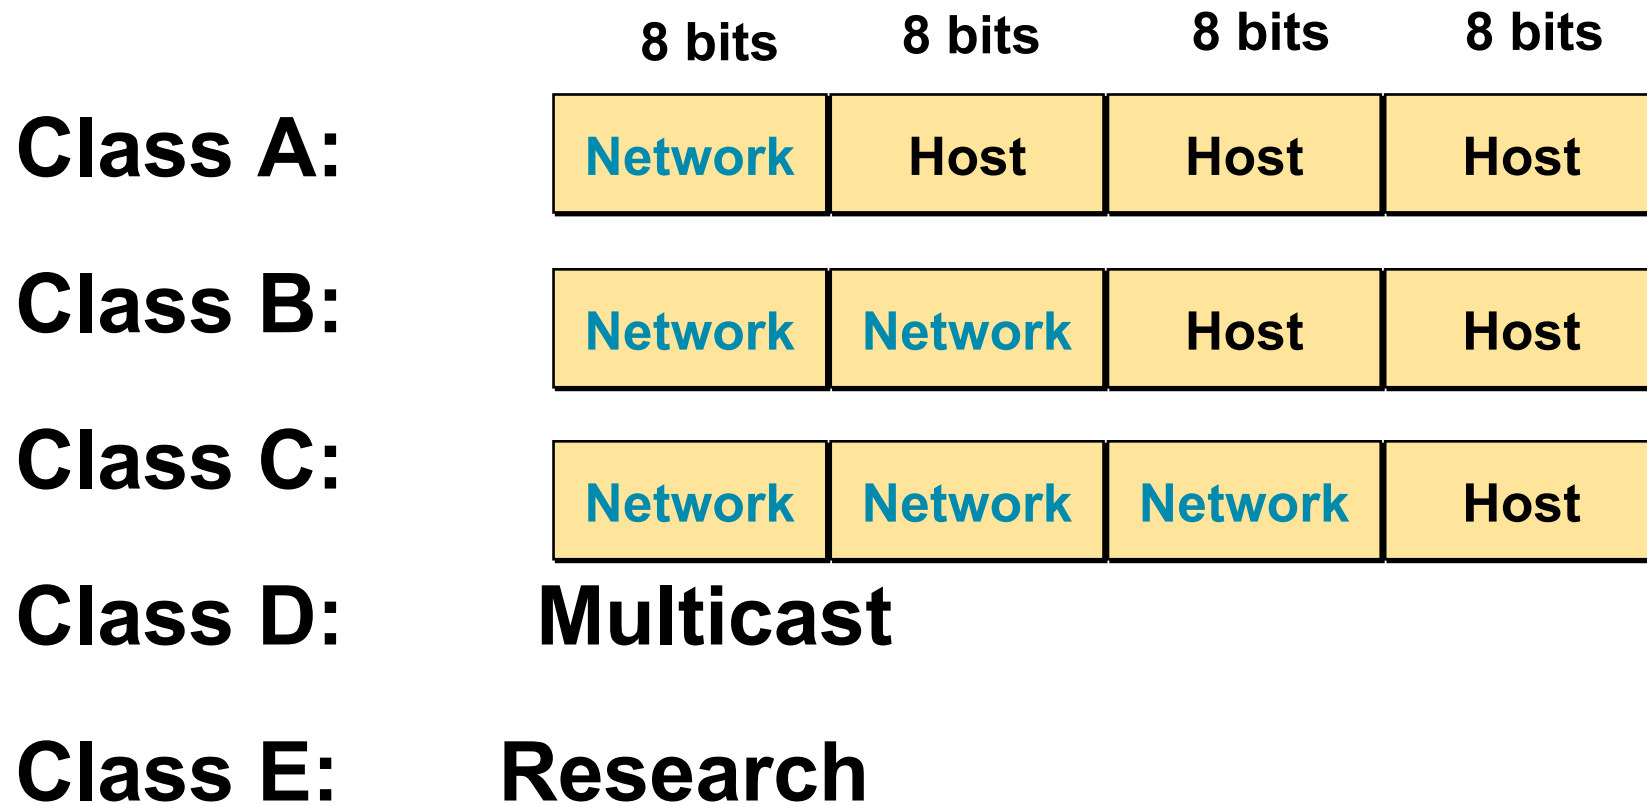 8 bits 8 bits 8 bits 8 bits
Class A: Network Host Host Host
Class B: Network Network Host Host
Class C: Network Network Network Host
Class D: Multicast
Class E: Research